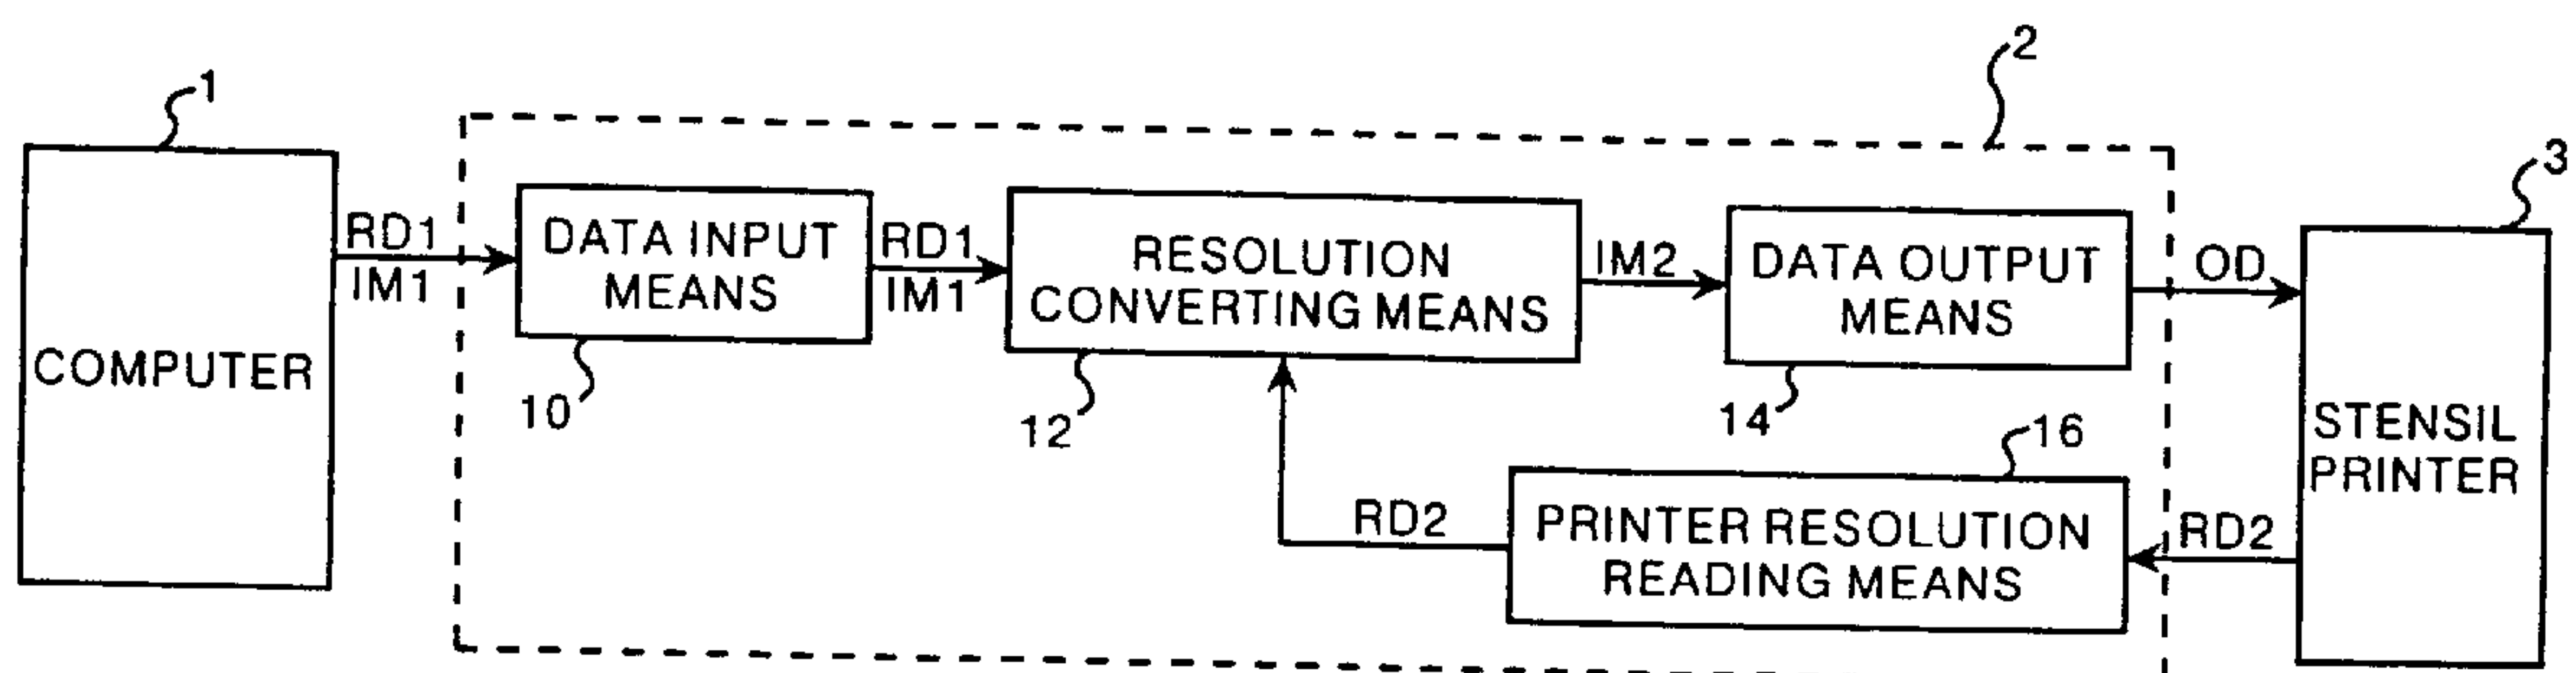 2
1
3
RD1
IM1
DATA INPUT
MEANS
RD1
IM1
RESOLUTION
CONVERTING MEANS
IM2
DATA OUTPUT
MEANS
OD
COMPUTER
10
12
14
16
STENSIL
PRINTER
RD2
PRINTER RESOLUTION
READING MEANS
RD2